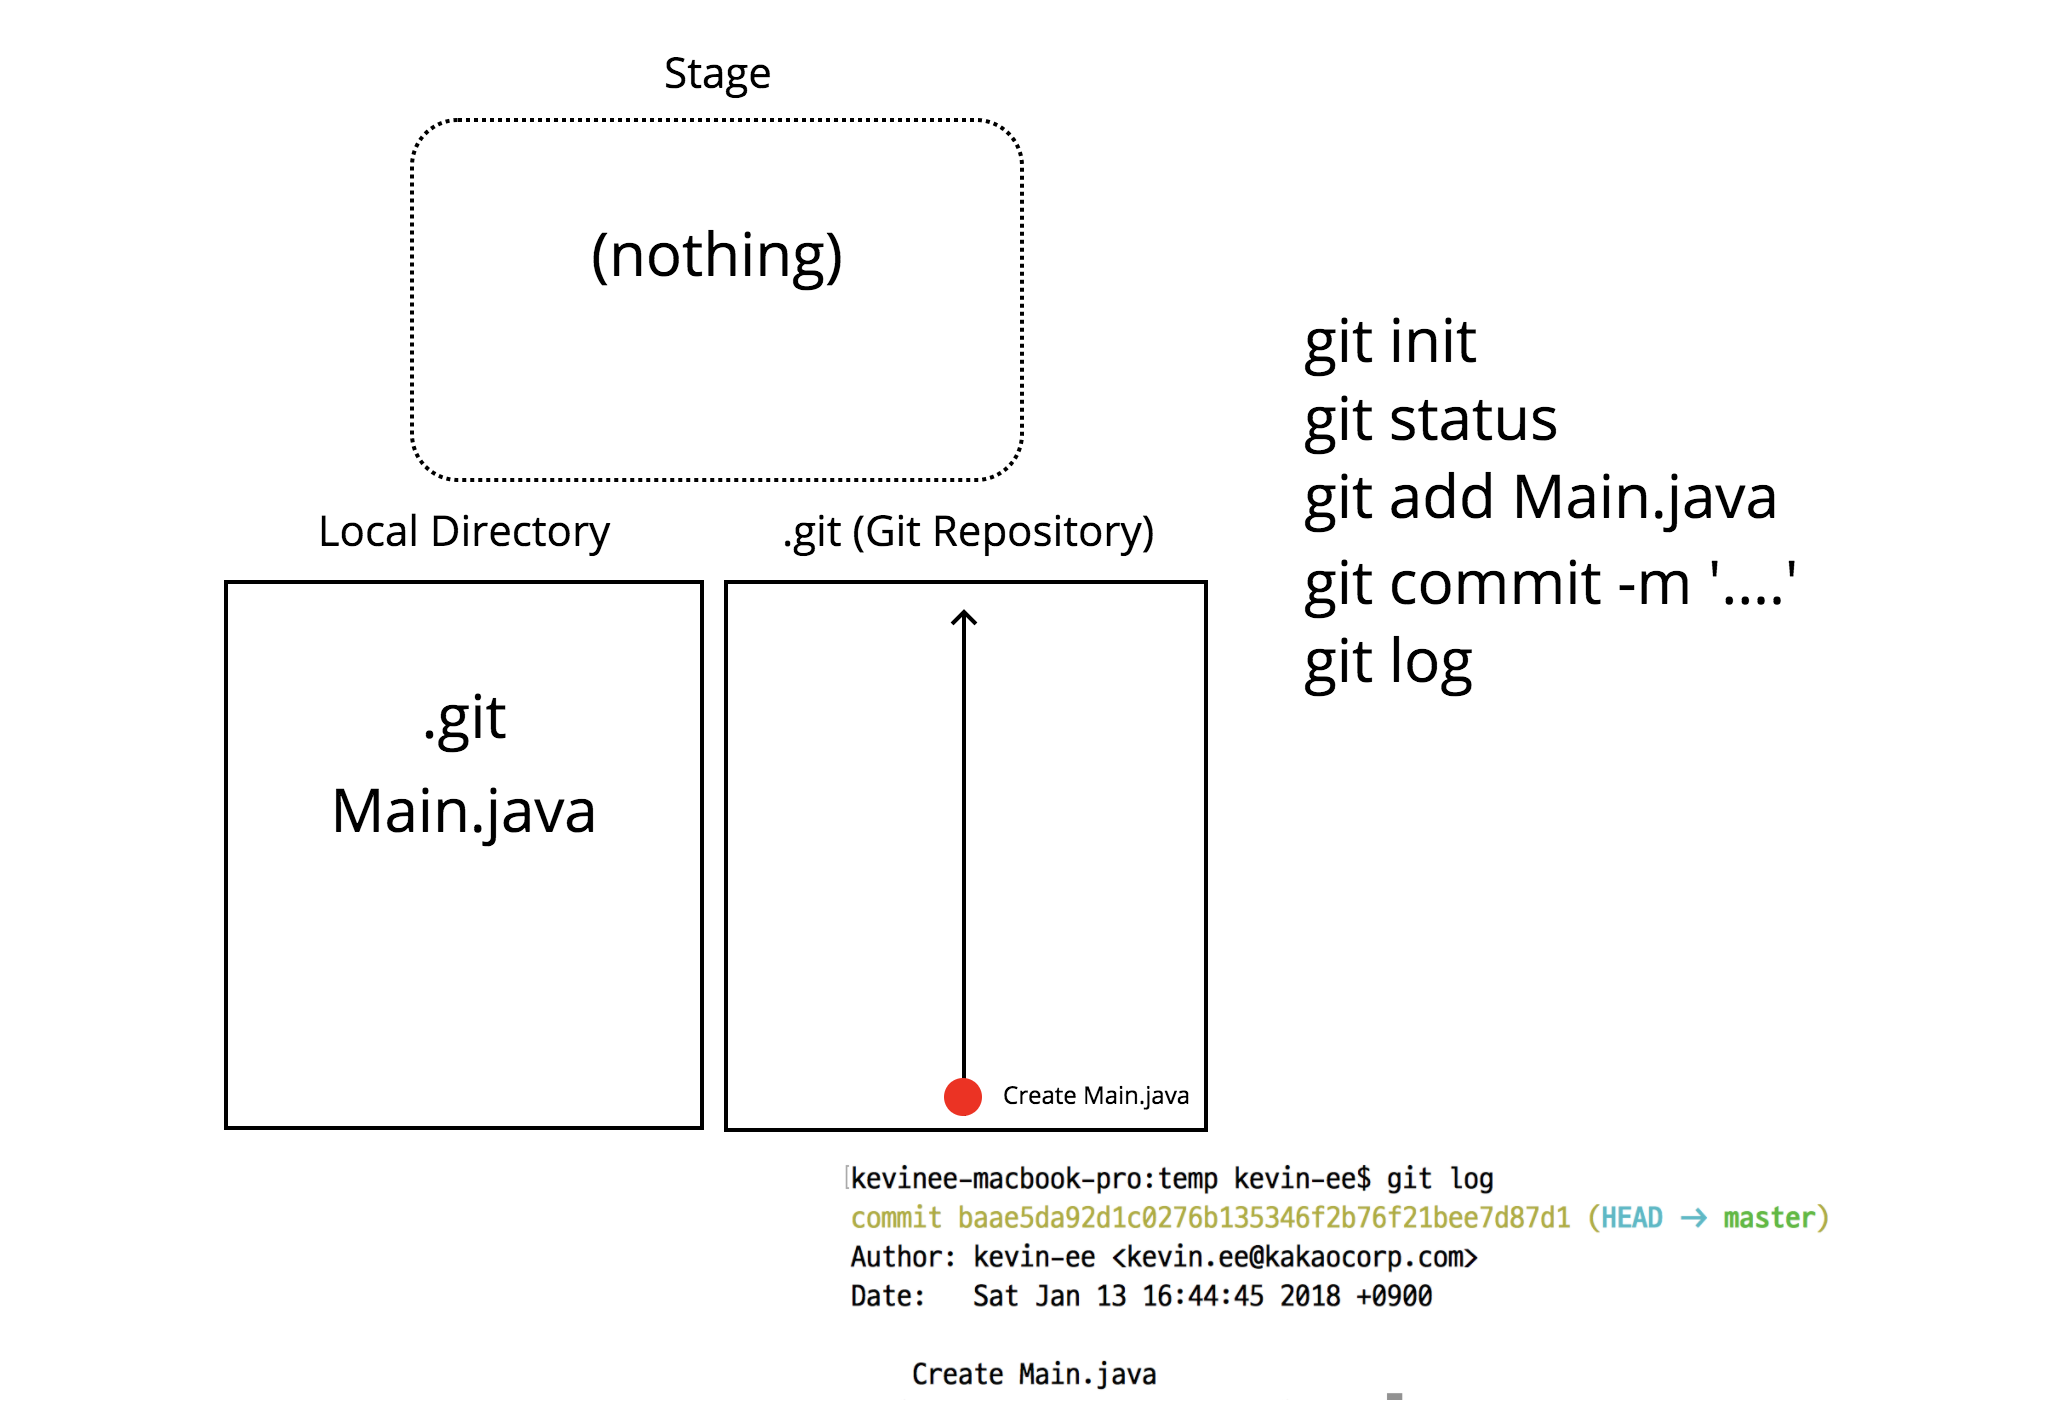 Stage
(nothing)
Local Directory
.git
Main.java
.git (Git Repository)
Create Main.java
git init
git status
git add Main.java
git commit -m '....'
git log
kevinee-macbook-pro:temp kevin-ee$ git log
commit baae5da92d1c0276b135346f2b76f21bee7d87d1 (HEAD -> master)
Author: kevin-ee <kevin.ee@kakaocorp.com>
Date:   Sat Jan 13 16:44:45 2018 +0900
Create Main.java